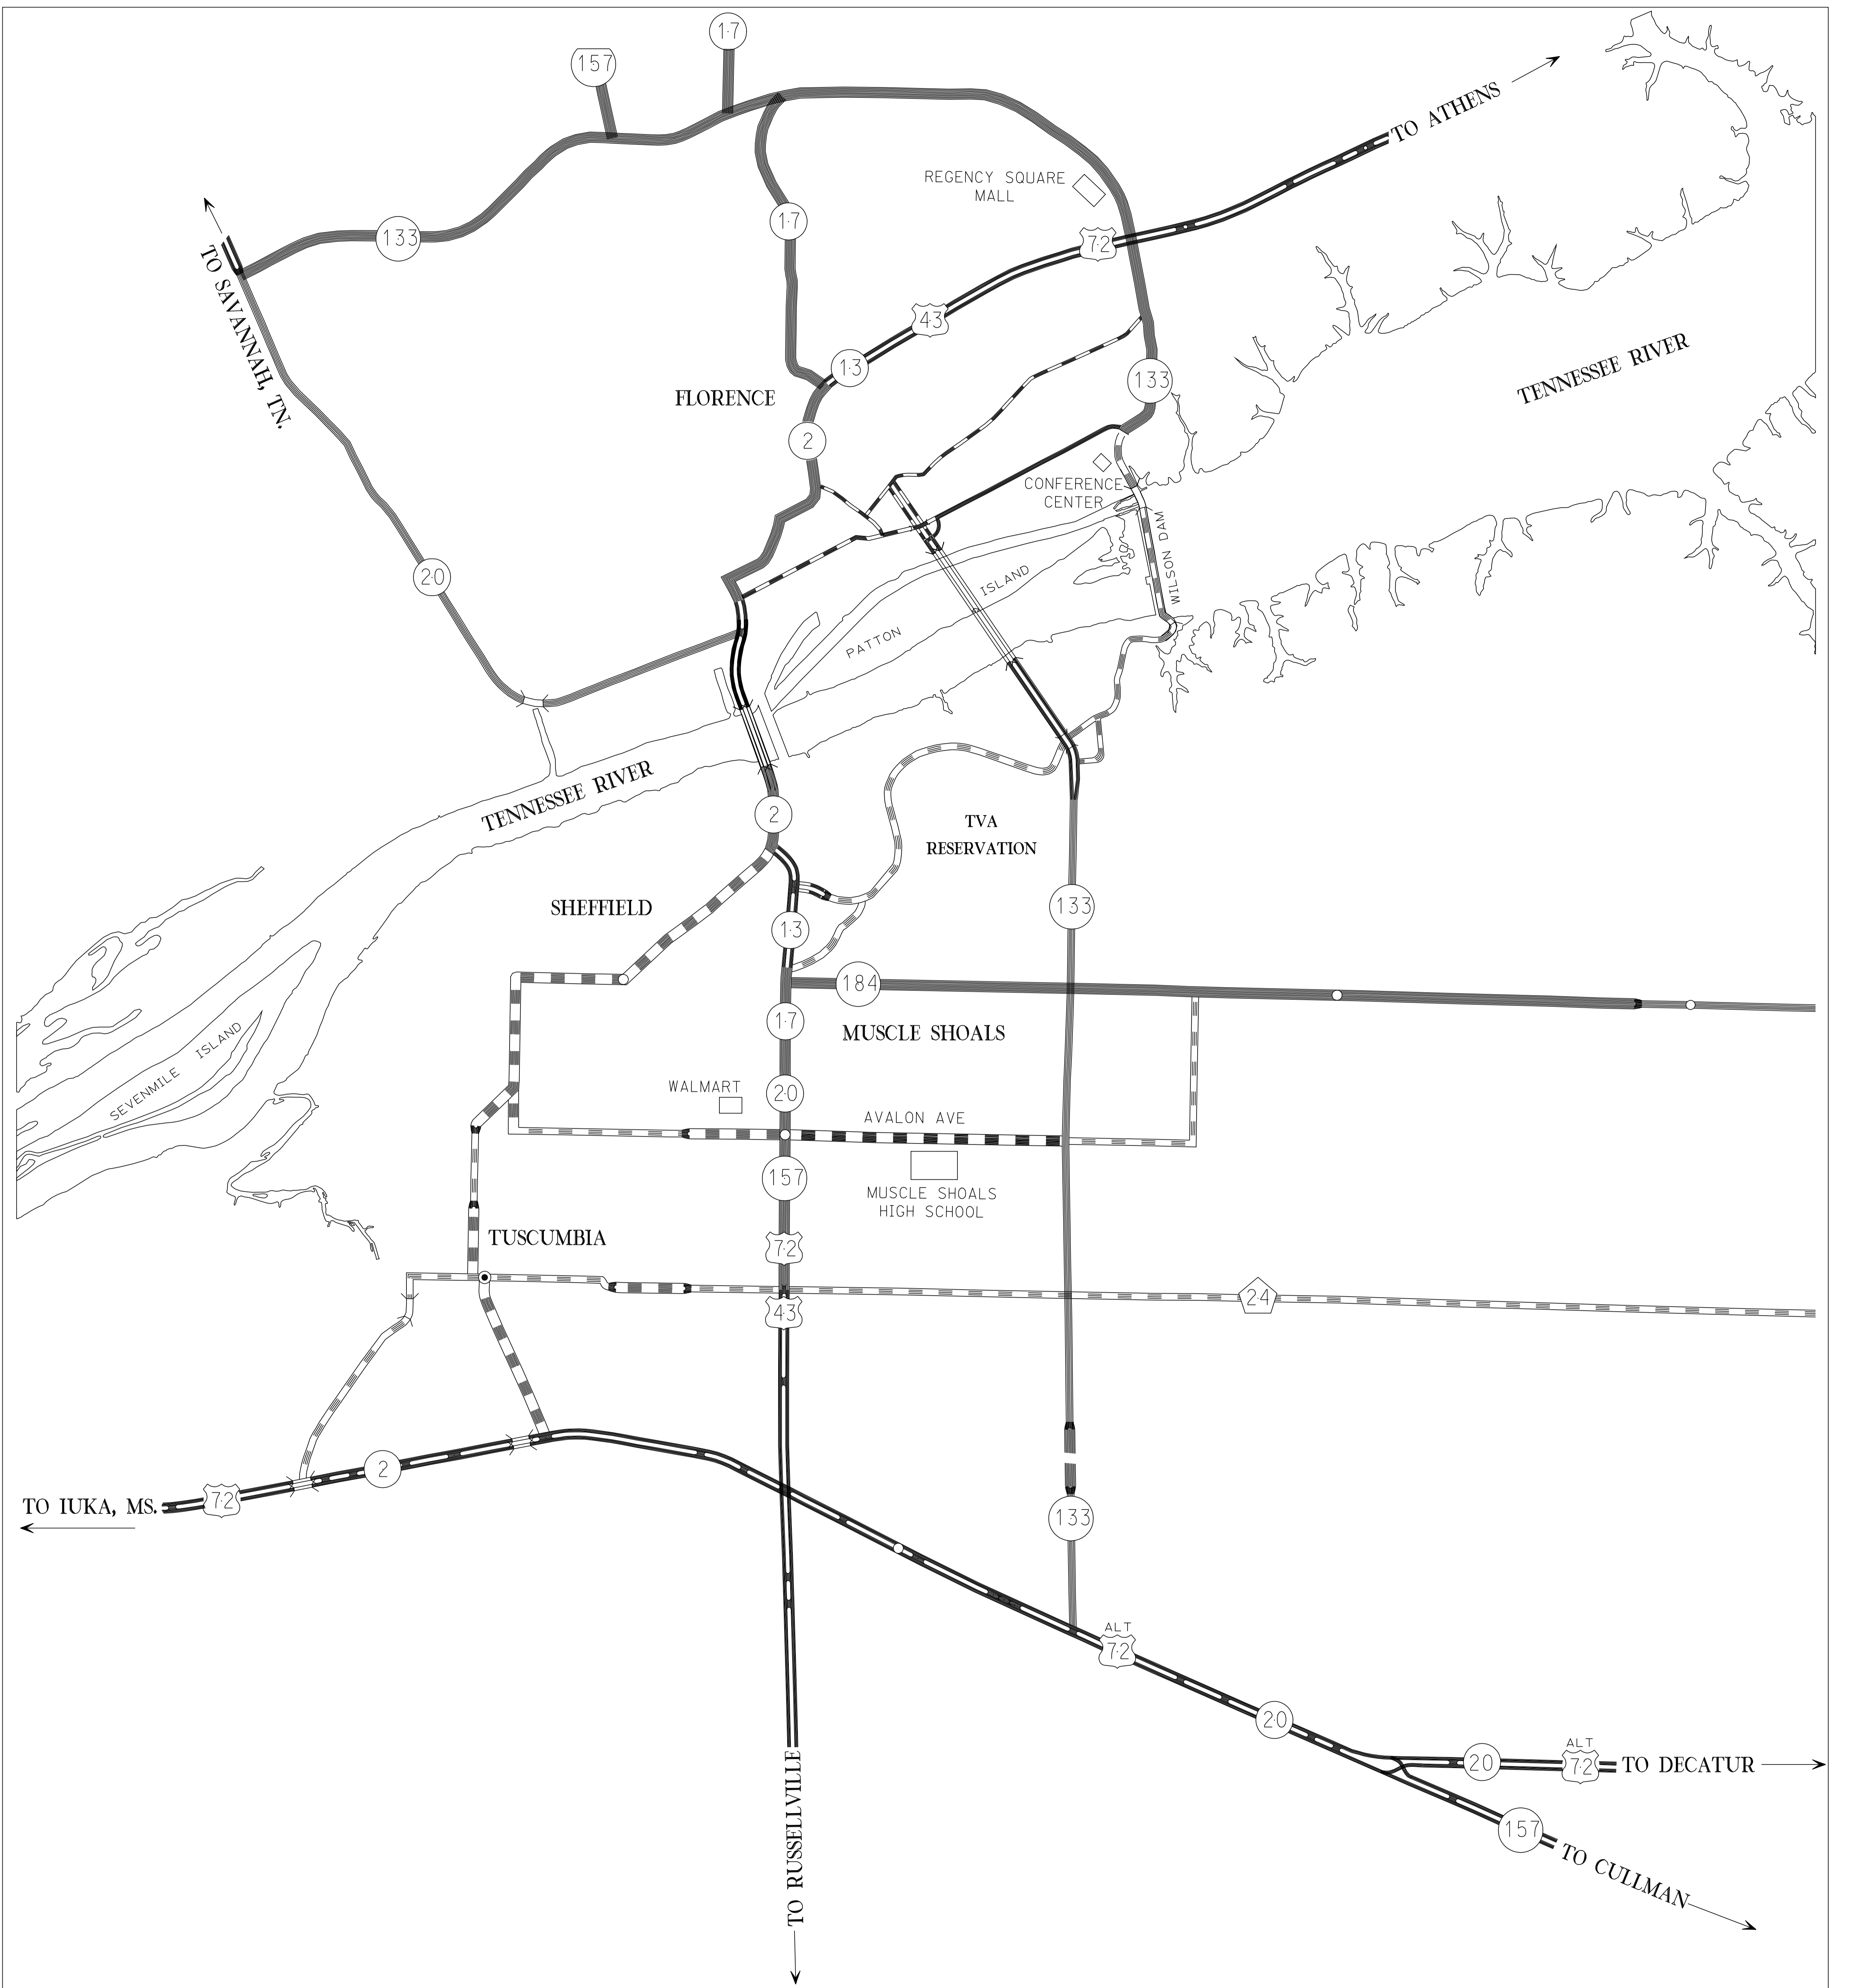 17
157
TO ATHENS
REGENCY SQUARE
MALL
17
133
72
TO SAVANNAH, TN.
43
TENNESSEE RIVER
13
133
FLORENCE
2
CONFERENCE
CENTER
WILSON DAM
20
ISLAND
PATTON
TENNESSEE RIVER
2
TVA
RESERVATION
SHEFFIELD
133
13
184
17
MUSCLE SHOALS
SEVENMILE ISLAND
WALMART
20
AVALON AVE
157
MUSCLE SHOALS
HIGH SCHOOL
TUSCUMBIA
72
24
43
2
72
TO IUKA, MS.
133
ALT
72
20
ALT
20
72
TO DECATUR
157
TO CULLMAN
TO RUSSELLVILLE